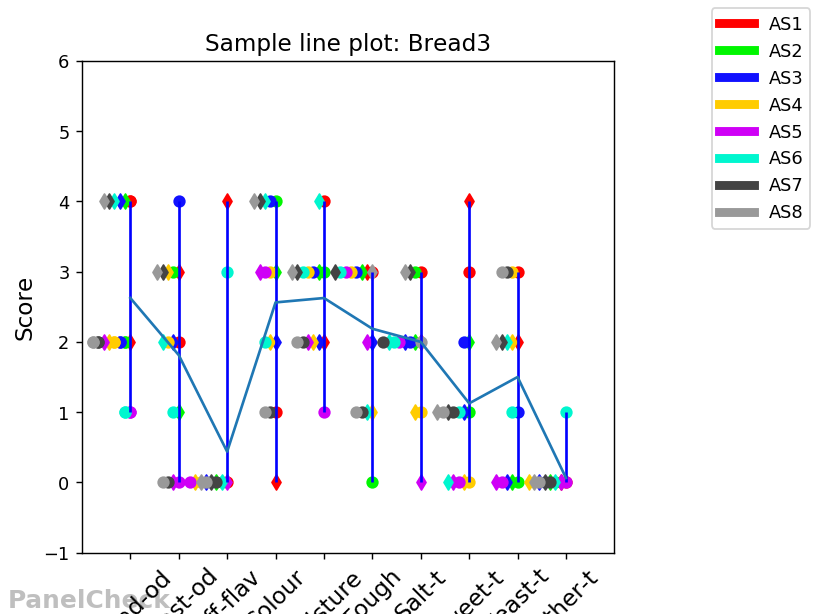 Sample line plot: Bread3
AS1
AS2
AS3
AS4
AS5
AS6
AS7
AS8
Score
6
5
4
3
2
1
0
−1
Salt-t
PanelCheck